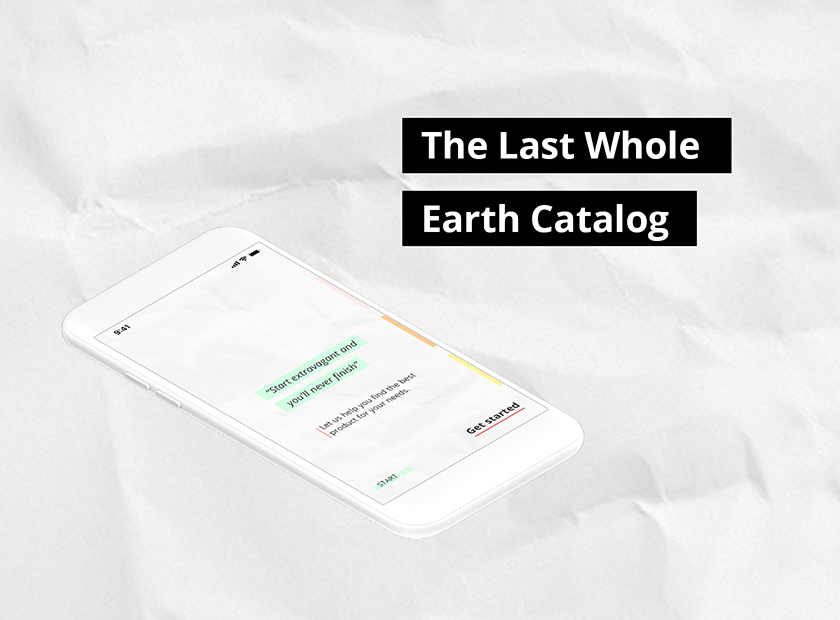 The Last Whole
Earth Catalog
9:41
“Start extravagant and
you’ll never finish”
Let us help you find the best
product for your needs.
Get started
START